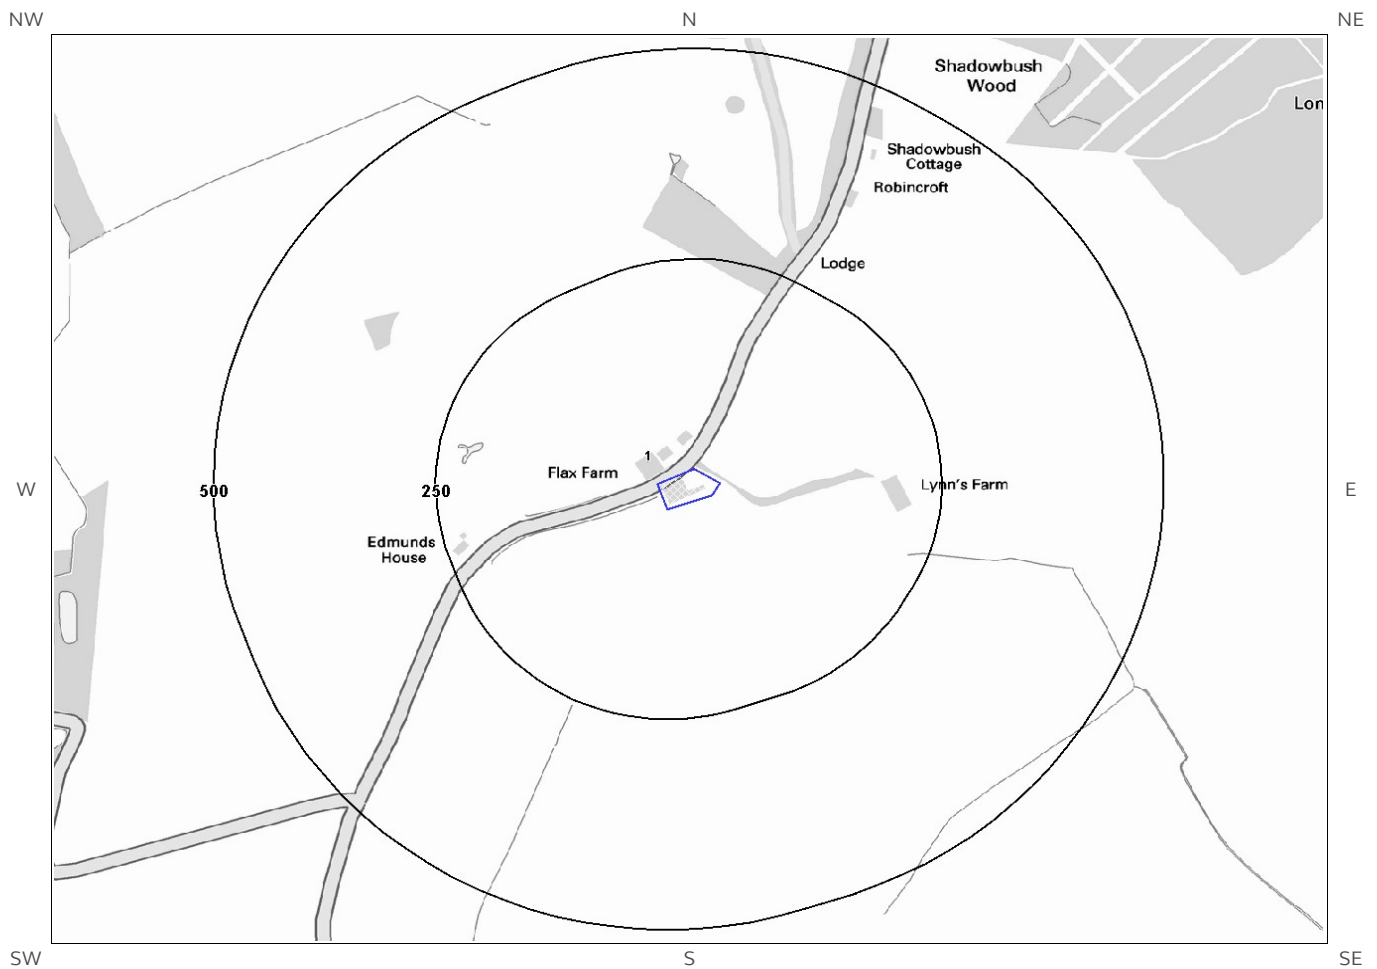 NW
N
NE
Shadowbush
Wood
Lon
Shadowbush
Cottage
Robincroft
Lodge
1
Flax Farm
W
500
250
Lynn's Farm
E
Edmunds
House
SW
S
SE